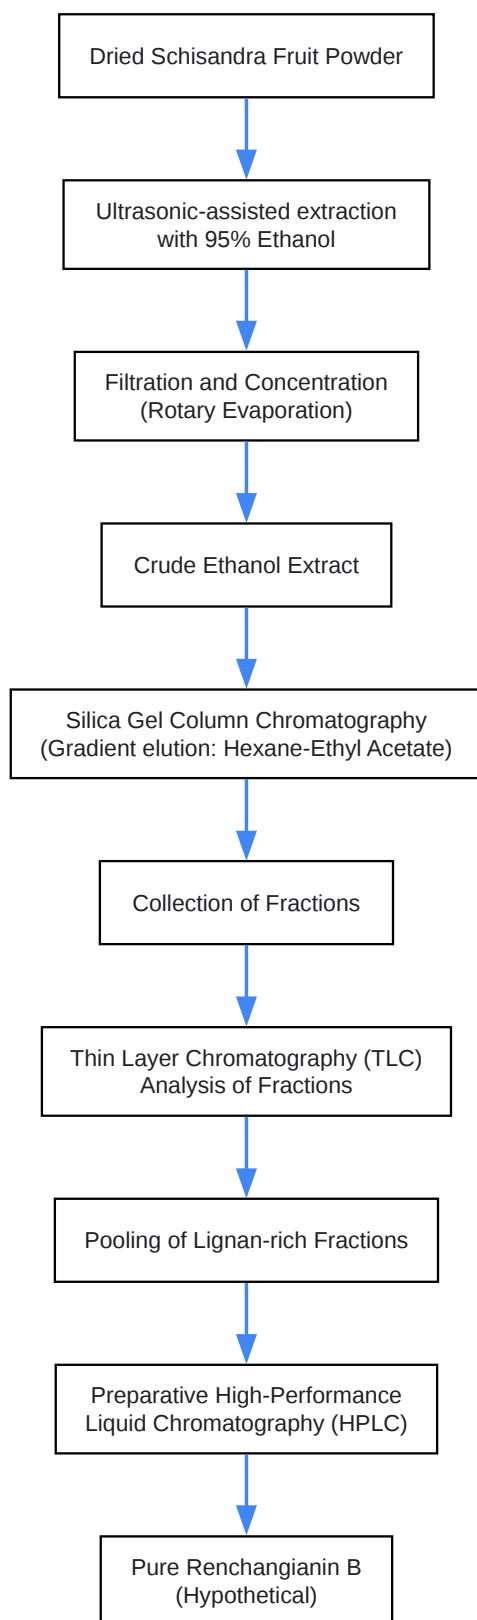 Dried Schisandra Fruit Powder
Ultrasonic-assisted extraction
with 95% Ethanol
Filtration and Concentration
(Rotary Evaporation)
Crude Ethanol Extract
Silica Gel Column Chromatography
(Gradient elution: Hexane-Ethyl Acetate)
Collection of Fractions
Thin Layer Chromatography (TLC)
Analysis of Fractions
Pooling of Lignan-rich Fractions
Preparative High-Performance
Liquid Chromatography (HPLC)
Pure Renchangianin B
(Hypothetical)